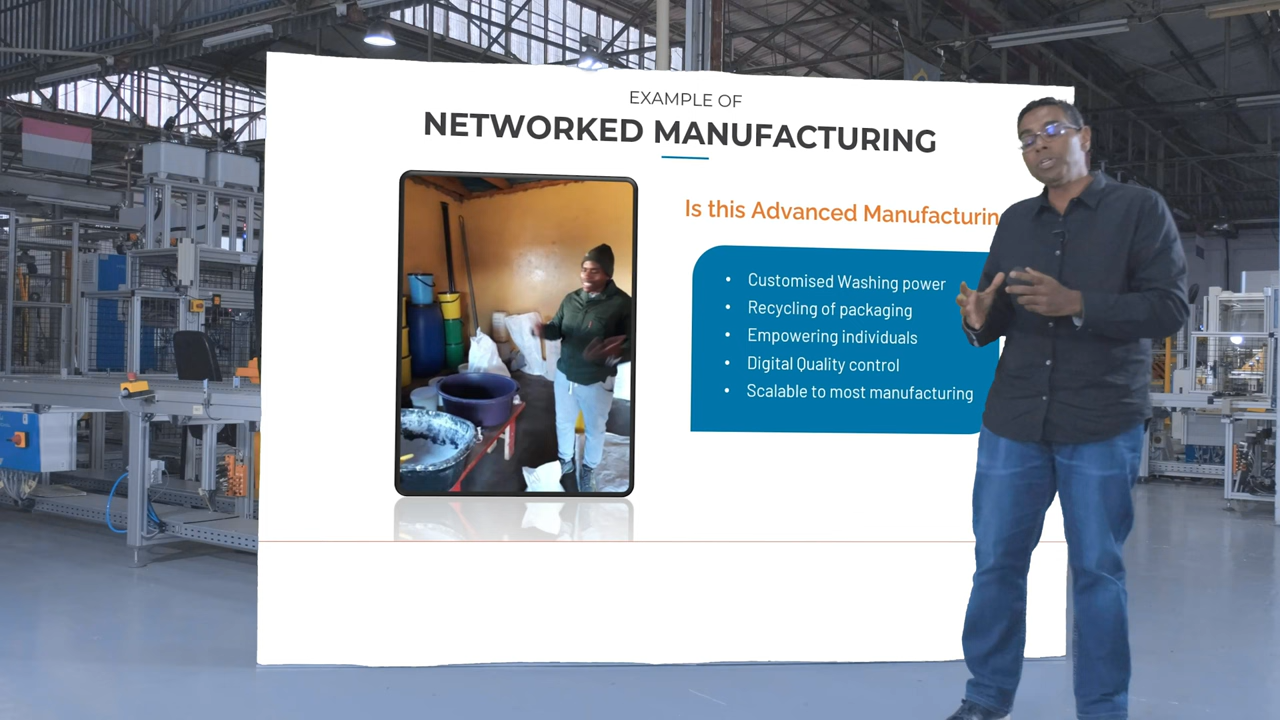 EXAMPLE OF
NETWORKED MANUFACTURING
Is this Advanced
• Customised Washing power
• Recycling of packaging
• Empowering individuals
• Digital Quality control
• Scalable to most manufacturing